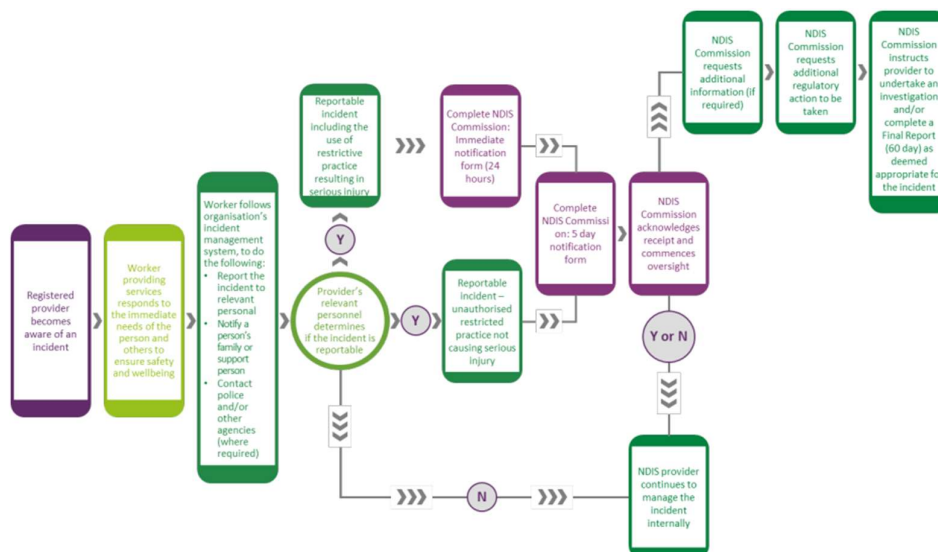 Registered
provider
becomes
aware of an
incident
Worker
providing
services
responds to
the immediate
needs of the
person and
others to
ensure safety
and wellbeing
Worker follows
organisation's
incident
management
system, to do
the following:
• Report the
incident to
relevant
personal
• Notify a
person's
family or
support
person
• Contact
police
and/or
other
agencies
(where
required)
Provider's
relevant
personnel
determines
if the incident is
reportable
Y
Reportable
incident
including the
use of
restrictive
practice
resulting in
serious injury
Complete NDIS
Commission:
Immediate
notification
form (24
hours)
Y
Reportable
incident –
unauthorised
restricted
practice not
causing serious
injury
Complete
NDIS Commissi
on: 5 day
notification
form
NDIS
Commission
acknowledges
receipt and
commences
oversight
NDIS
Commission
requests
additional
information (if
required)
NDIS
Commission
requests
additional
regulatory
action to be
taken
NDIS
Commission
instructs
provider to
undertake an
investigation
and/or
complete a
Final Report
(60 day) as
deemed
appropriate fo
the incident
Y or N
N
NDIS provider
continues to
manage the
incident
internally